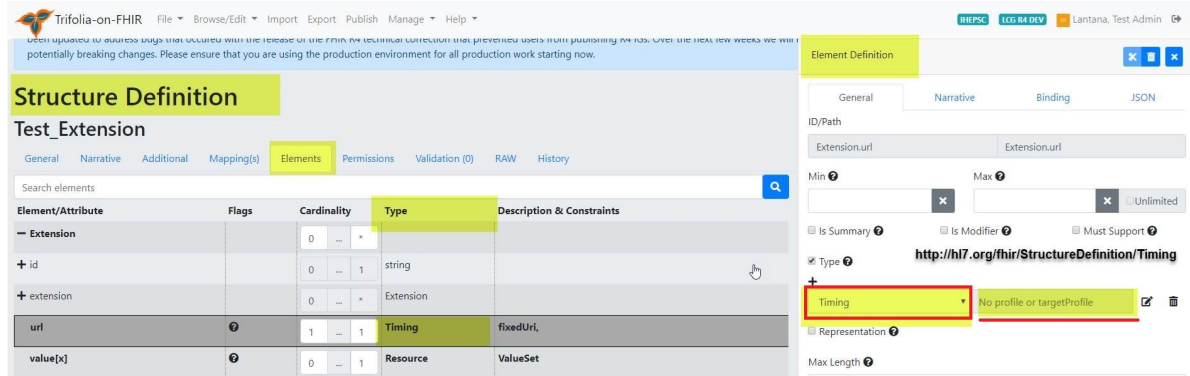 Trifolia-on-FHIR File Browse/Edit Import Export Publish Manage Help IHEPSC LCG R4 DEV Lantana, Test Admin
been updated to address bugs that occured with the release of the FHIR R4 technical correction that prevented users from publishing R4 IGs. Over the next few weeks we will
potentially breaking changes. Please ensure that you are using the production environment for all production work starting now.
Structure Definition
Test_Extension
General Narrative Additional Mapping(s) Elements Permissions Validation (0) RAW History
Search elements
Element/Attribute Flags Cardinality Type Description & Constraints
Extension 0 ... *
id 0 ... 1 string
extension 0 ... * Extension
url 1 ... 1 Timing fixedUri,
value[x] 0 ... 1 Resource ValueSet
Element Definition
General Narrative Binding JSON
ID/Path
Extension.url Extension.url
Min Max
Unlimited
Is Summary Is Modifier Must Support
Type http://hl7.org/fhir/StructureDefinition/Timing
Timing No profile or targetProfile
Representation
Max Length